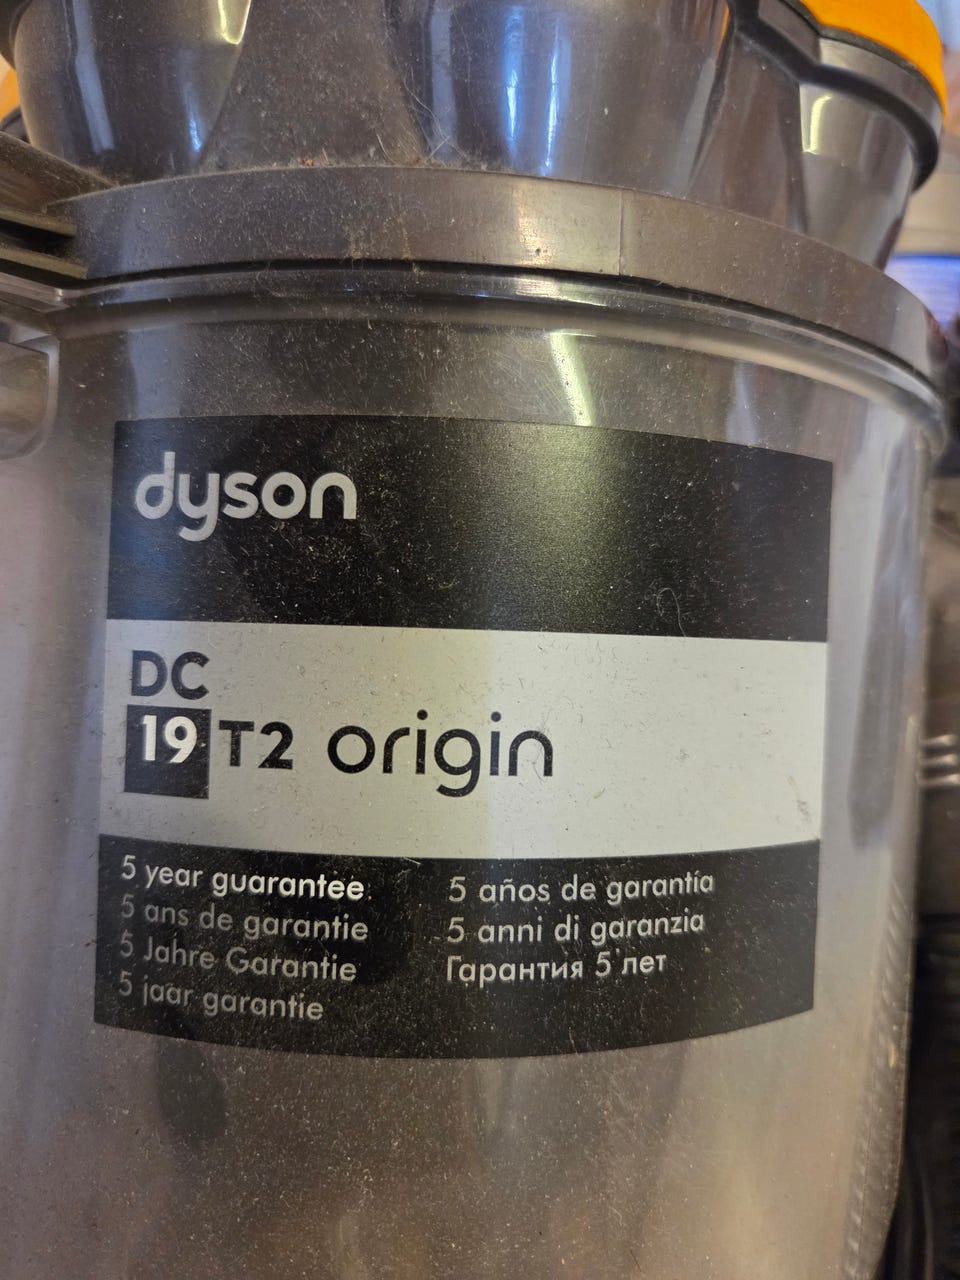 dyson
DC
19 T2 origin
5 year guarantee
5 ans de garantie
5 Jahre Garantie
5 jaar garantie
5 años de garantía
5 anni di garanzia
Гарантия 5 лет